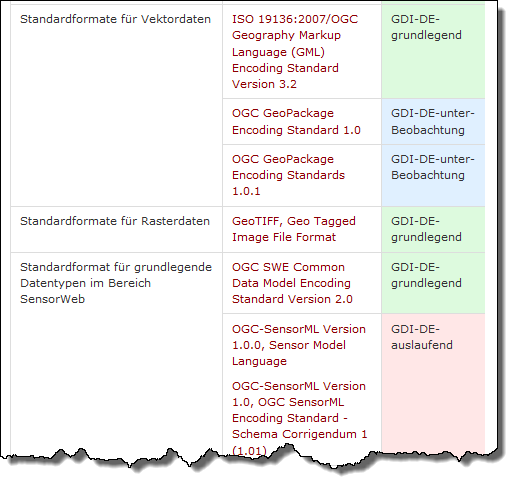 Standardformate für Vektordaten
ISO 19136:2007/OGC
Geography Markup
Language (GML)
Encoding Standard
Version 3.2
GDI-DE-
grundlegend
OGC GeoPackage
Encoding Standard 1.0
GDI-DE-unter-
Beobachtung
OGC GeoPackage
Encoding Standards
1.0.1
GDI-DE-unter-
Beobachtung
Standardformate für Rasterdaten
GeoTIFF, Geo Tagged
Image File Format
GDI-DE-
grundlegend
Standardformat für grundlegende
Datentypen im Bereich
SensorWeb
OGC SWE Common
Data Model Encoding
Standard Version 2.0
GDI-DE-
grundlegend
OGC-SensorML Version
1.0.0, Sensor Model
Language
GDI-DE-
auslaufend
OGC-SensorML Version
1.0, OGC SensorML
Encoding Standard -
Schema Corrigendum 1
(1.01)